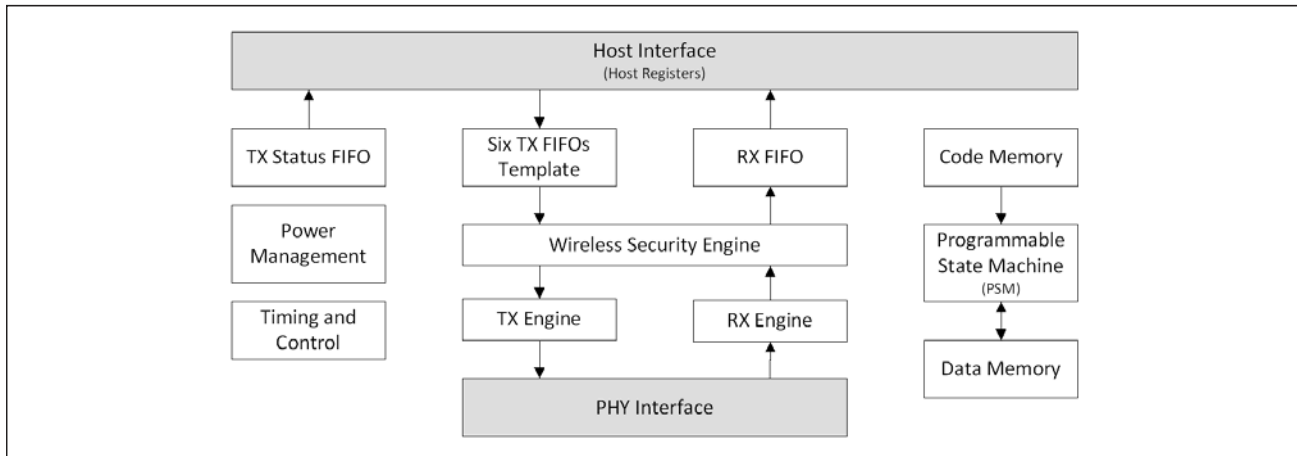 Host Interface
(Host Registers)
TX Status FIFO
Six TX FIFOs
Template
RX FIFO
Code Memory
Power
Management
Wireless Security Engine
Programmable
State Machine
(PSM)
Timing and
Control
TX Engine
RX Engine
Data Memory
PHY Interface